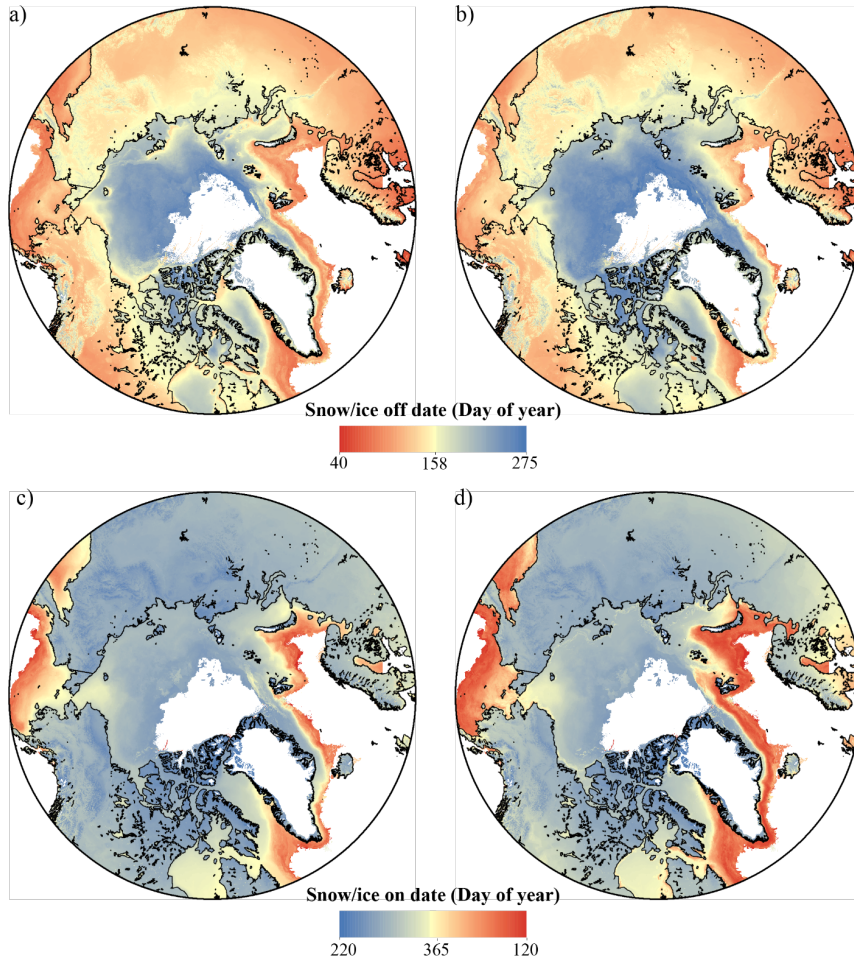 a)
b)
Snow/ice off date (Day of year)
40
158
275
c)
d)
Snow/ice on date (Day of year)
220
365
120